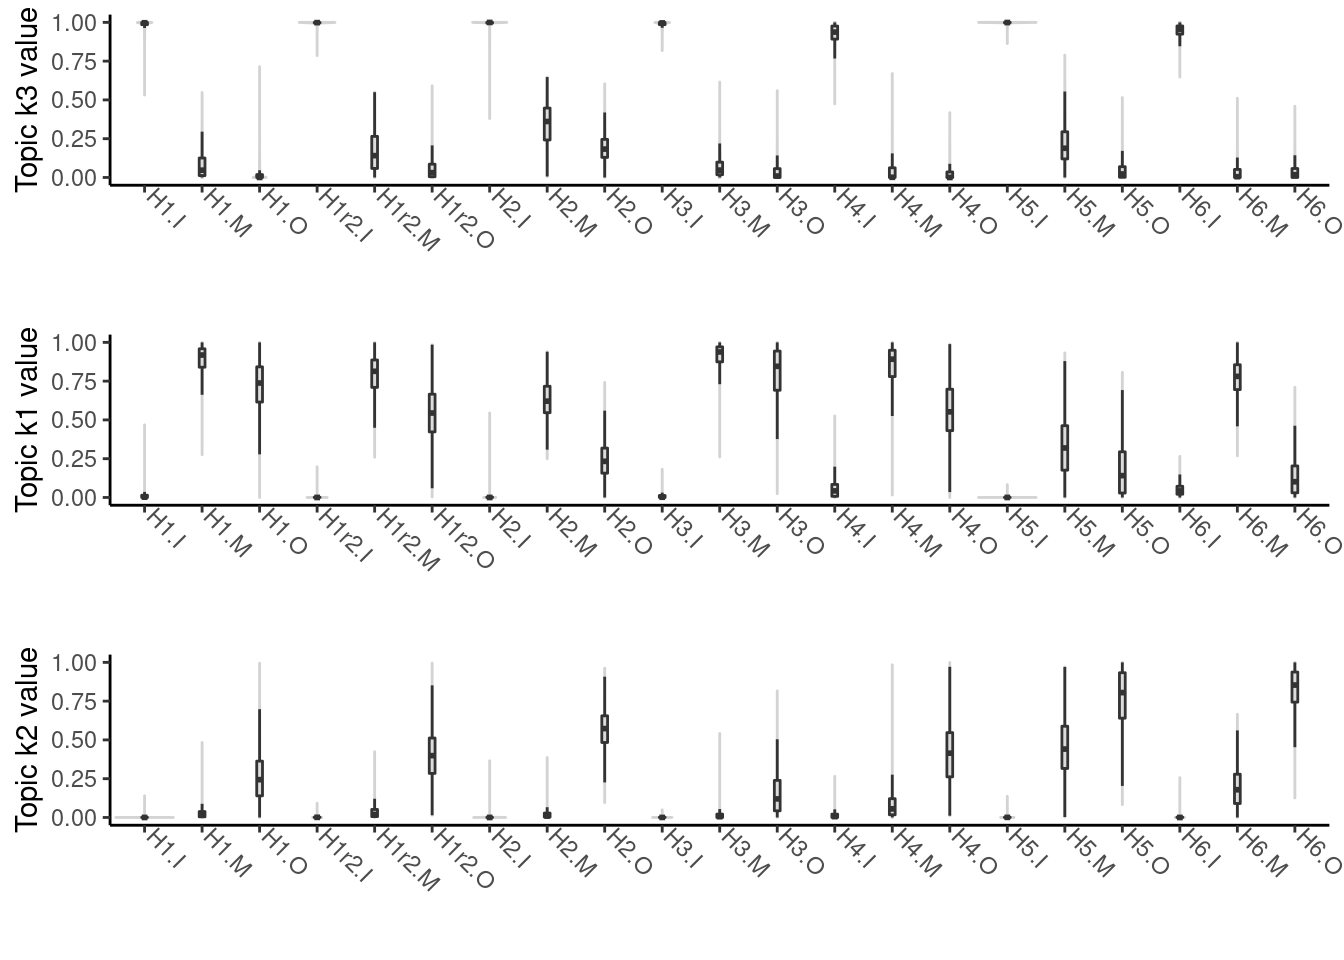 Topic k3 value
1.00
0.75
0.50
0.25
0.00
H1.I H1.M H1.O H1r2.I H1r2.M H1r2.O H2.I H2.M H2.O H3.I H3.M H3.O H4.I H4.M H4.O H5.I H5.M H5.O H6.I H6.M H6.O
Topic k1 value
1.00
0.75
0.50
0.25
0.00
H1.I H1.M H1.O H1r2.I H1r2.M H1r2.O H2.I H2.M H2.O H3.I H3.M H3.O H4.I H4.M H4.O H5.I H5.M H5.O H6.I H6.M H6.O
Topic k2 value
1.00
0.75
0.50
0.25
0.00
H1.I H1.M H1.O H1r2.I H1r2.M H1r2.O H2.I H2.M H2.O H3.I H3.M H3.O H4.I H4.M H4.O H5.I H5.M H5.O H6.I H6.M H6.O